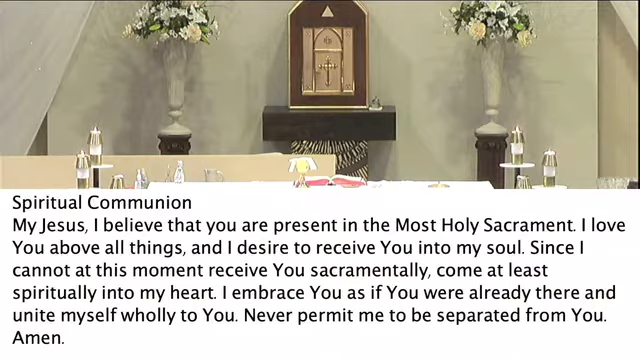 Spiritual Communion
My Jesus, I believe that you are present in the Most Holy Sacrament. I love
You above all things, and I desire to receive You into my soul. Since I
cannot at this moment receive You sacramentally, come at least
spiritually into my heart. I embrace You as if You were already there and
unite myself wholly to You. Never permit me to be separated from You.
Amen.